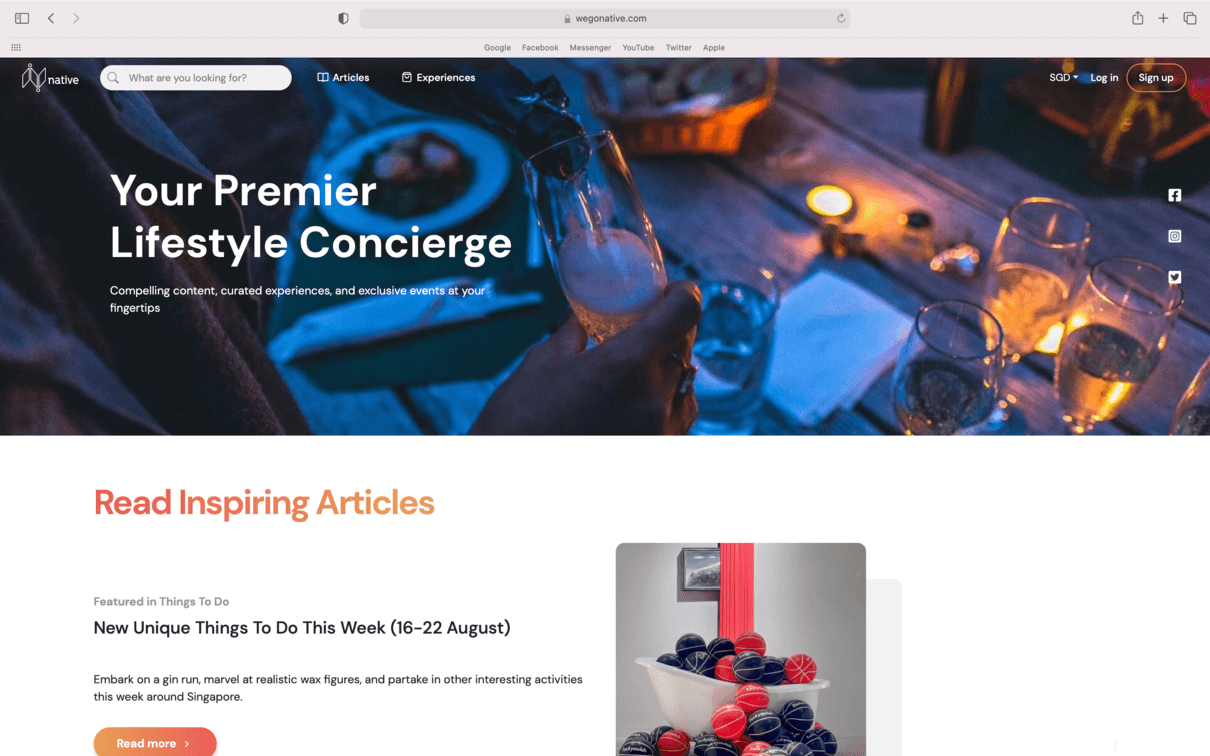 wegonative.com
Google Facebook Messenger YouTube Twitter Apple
native
What are you looking for?
Articles
Experiences
SGD
Log in
Sign up
Your Premier
Lifestyle Concierge
Compelling content, curated experiences, and exclusive events at your
fingertips
Read Inspiring Articles
Featured in Things To Do
New Unique Things To Do This Week (16-22 August)
Embark on a gin run, marvel at realistic wax figures, and partake in other interesting activities
this week around Singapore.
Read more